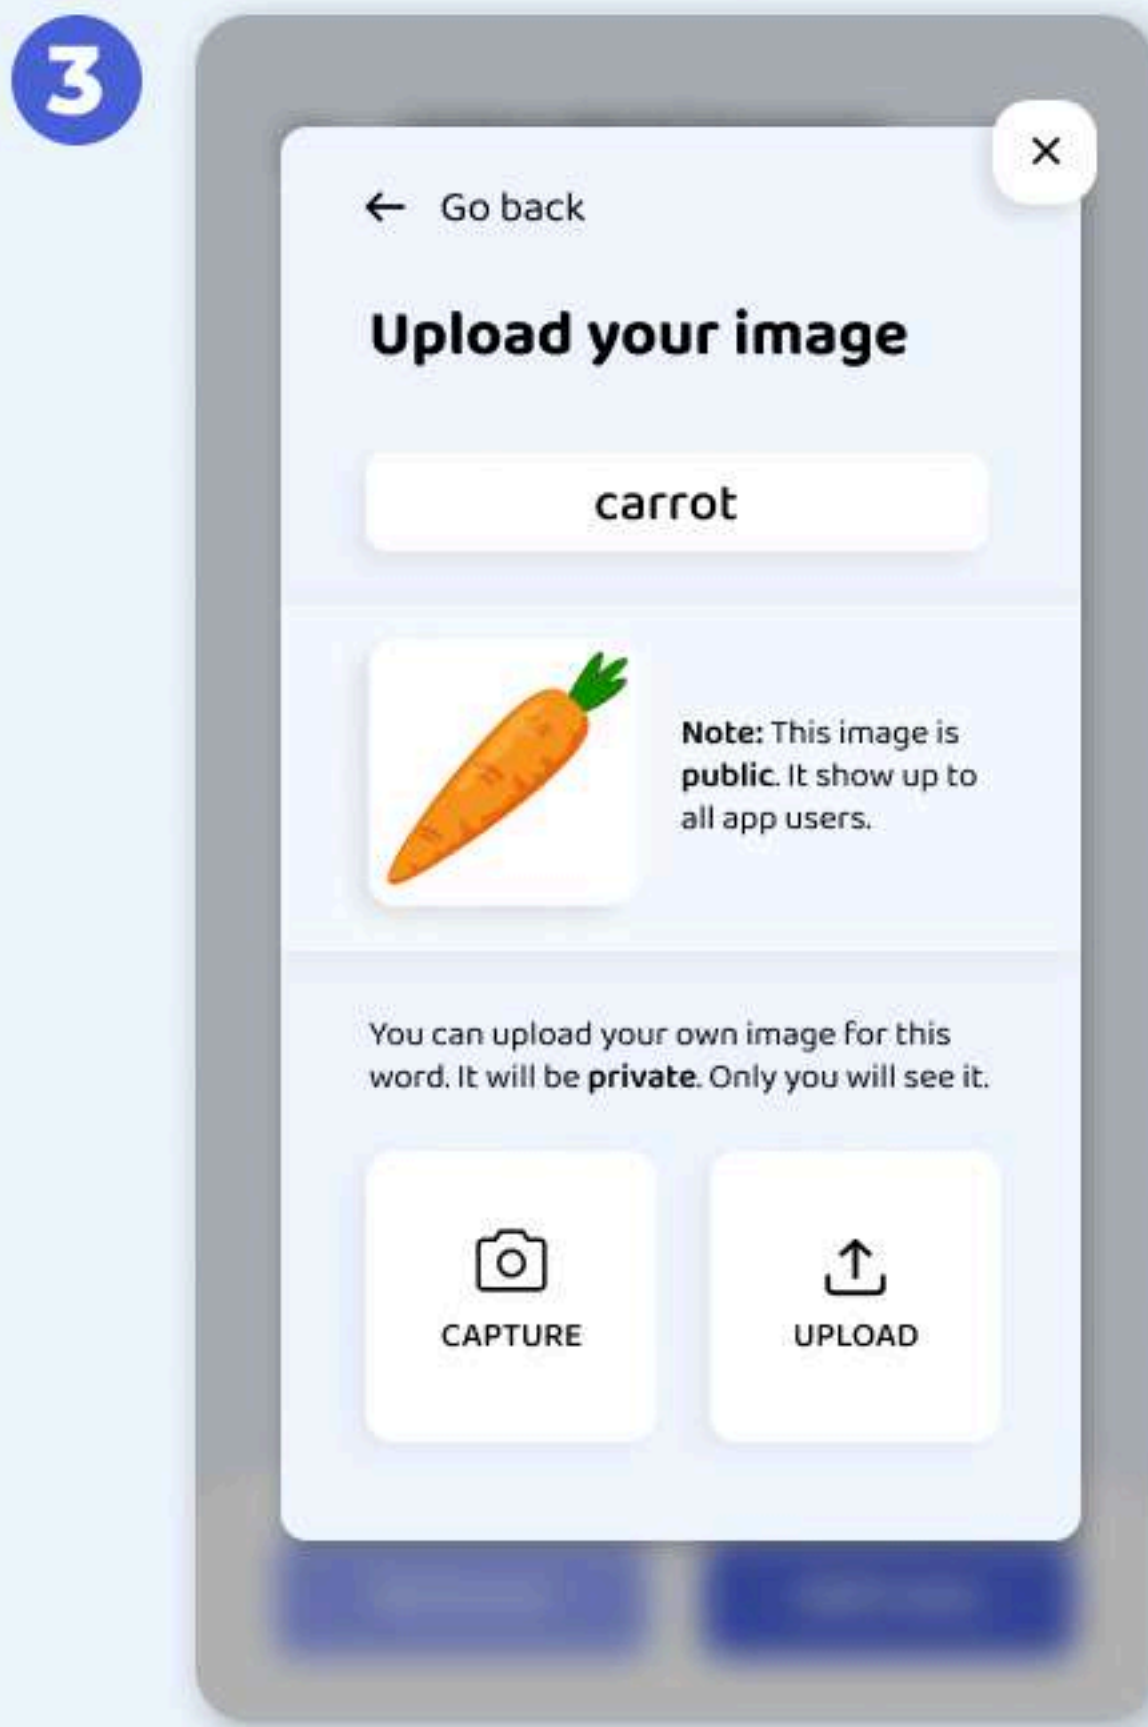 3
Go back
Upload your image
carrot
Note: This image is
public. It show up to
all app users.
You can upload your own image for this
word. It will be private. Only you will see it.
CAPTURE
UPLOAD